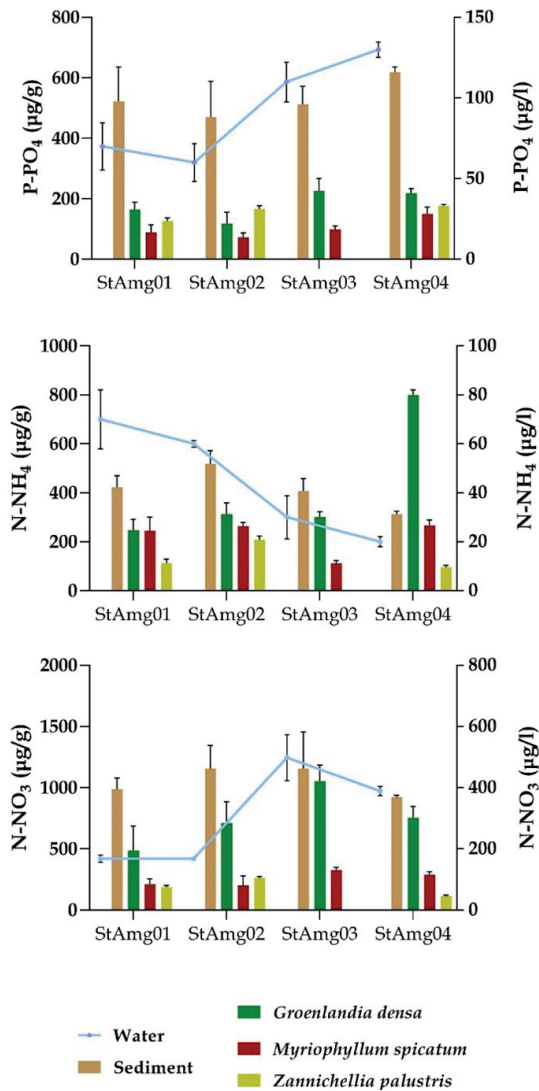 800
150
600
100
400
50
200
0
0
P-PO4 (µg/g)
P-PO4 (µg/l)
StAmg01 StAmg02 StAmg03 StAmg04
1000
100
800
80
600
60
400
40
200
20
0
0
N-NH4 (µg/g)
N-NH4 (µg/l)
StAmg01 StAmg02 StAmg03 StAmg04
2000
800
1500
600
1000
400
500
200
0
0
N-NO3 (µg/g)
N-NO3 (µg/l)
StAmg01 StAmg02 StAmg03 StAmg04
Water
Sediment
Groenlandia densa
Myriophyllum spicatum
Zannichellia palustris